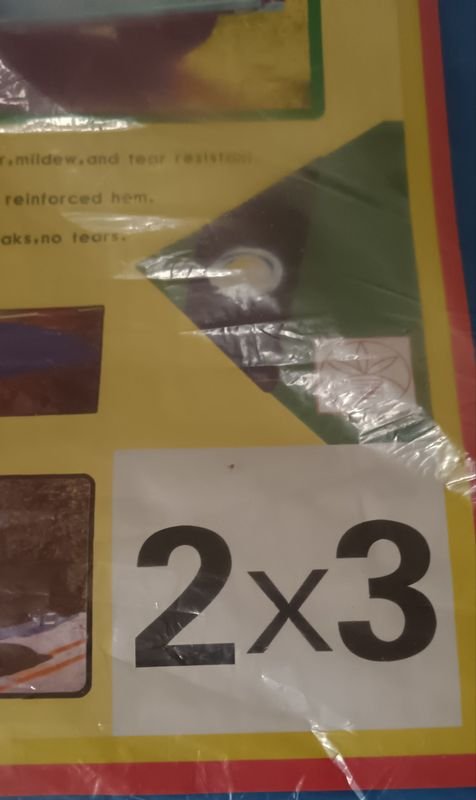 r,mildew,and tear resistant.
reinforced hem.
aks,no tears.
2x3